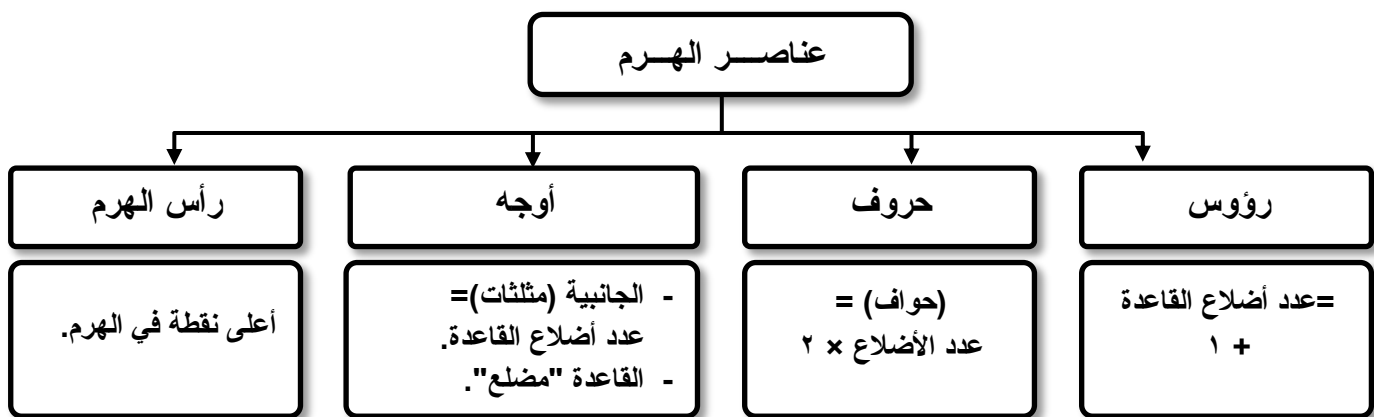 عناصـــر الهـــرم
رؤوس
حروف
أوجه
رأس الهرم
=عدد أضلاع القاعدة
+ ١
(حواف) =
عدد الأضلاع × ٢
- الجانبية (مثلثات)=
عدد أضلاع القاعدة.
- القاعدة "مضلع".
أعلى نقطة في الهرم.